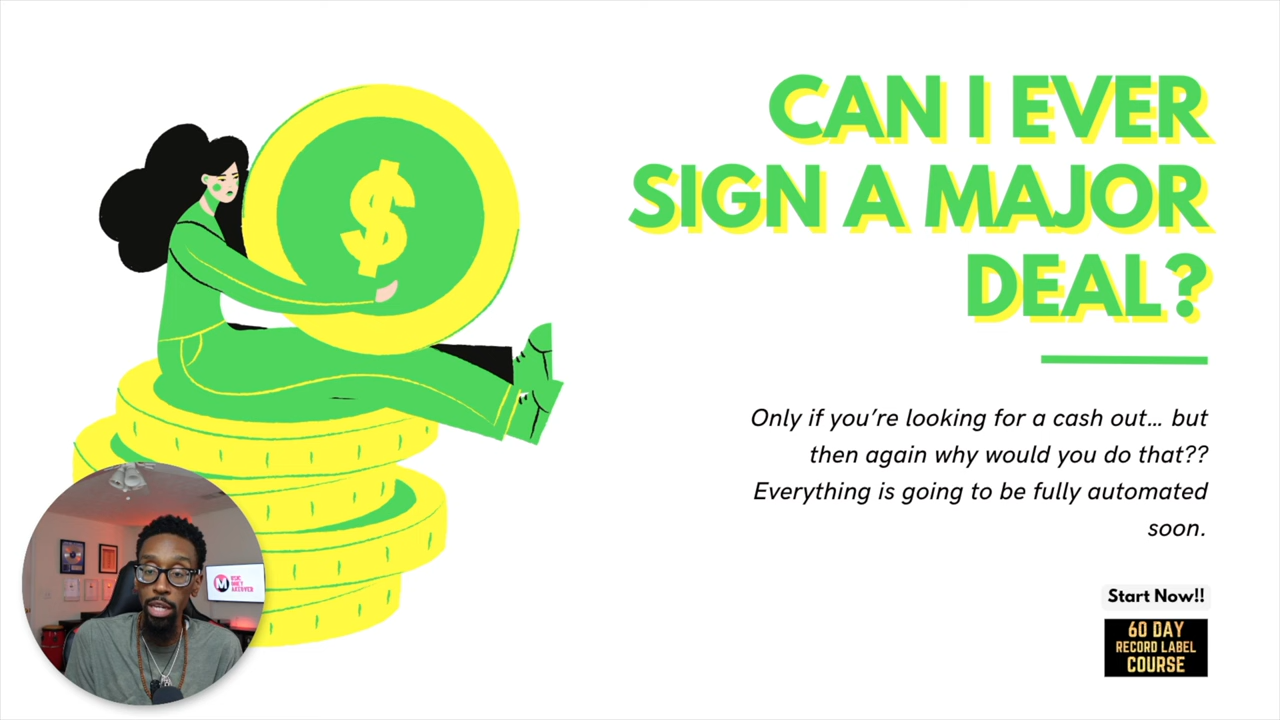 CAN I EVER
SIGN A MAJOR
DEAL?
Only if you’re looking for a cash out... but
then again why would you do that??
Everything is going to be fully automated
soon.
Start Now!!
60 DAY
RECORD LABEL
COURSE
$
M